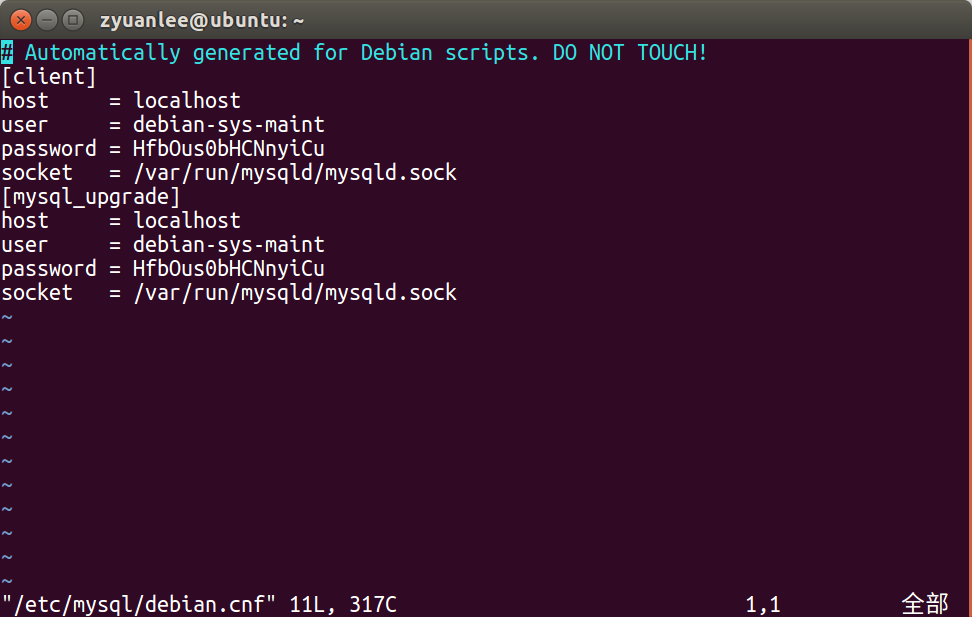 zyuanlee@ubuntu: ~
# Automatically generated for Debian scripts. DO NOT TOUCH!
[client]
host     = localhost
user     = debian-sys-maint
password = HfbOus0bHCNnyiCu
socket   = /var/run/mysqld/mysqld.sock
[mysql_upgrade]
host     = localhost
user     = debian-sys-maint
password = HfbOus0bHCNnyiCu
socket   = /var/run/mysqld/mysqld.sock
~
~
~
~
~
~
~
~
~
~
~
~
"/etc/mysql/debian.cnf" 11L, 317C 1,1 全部